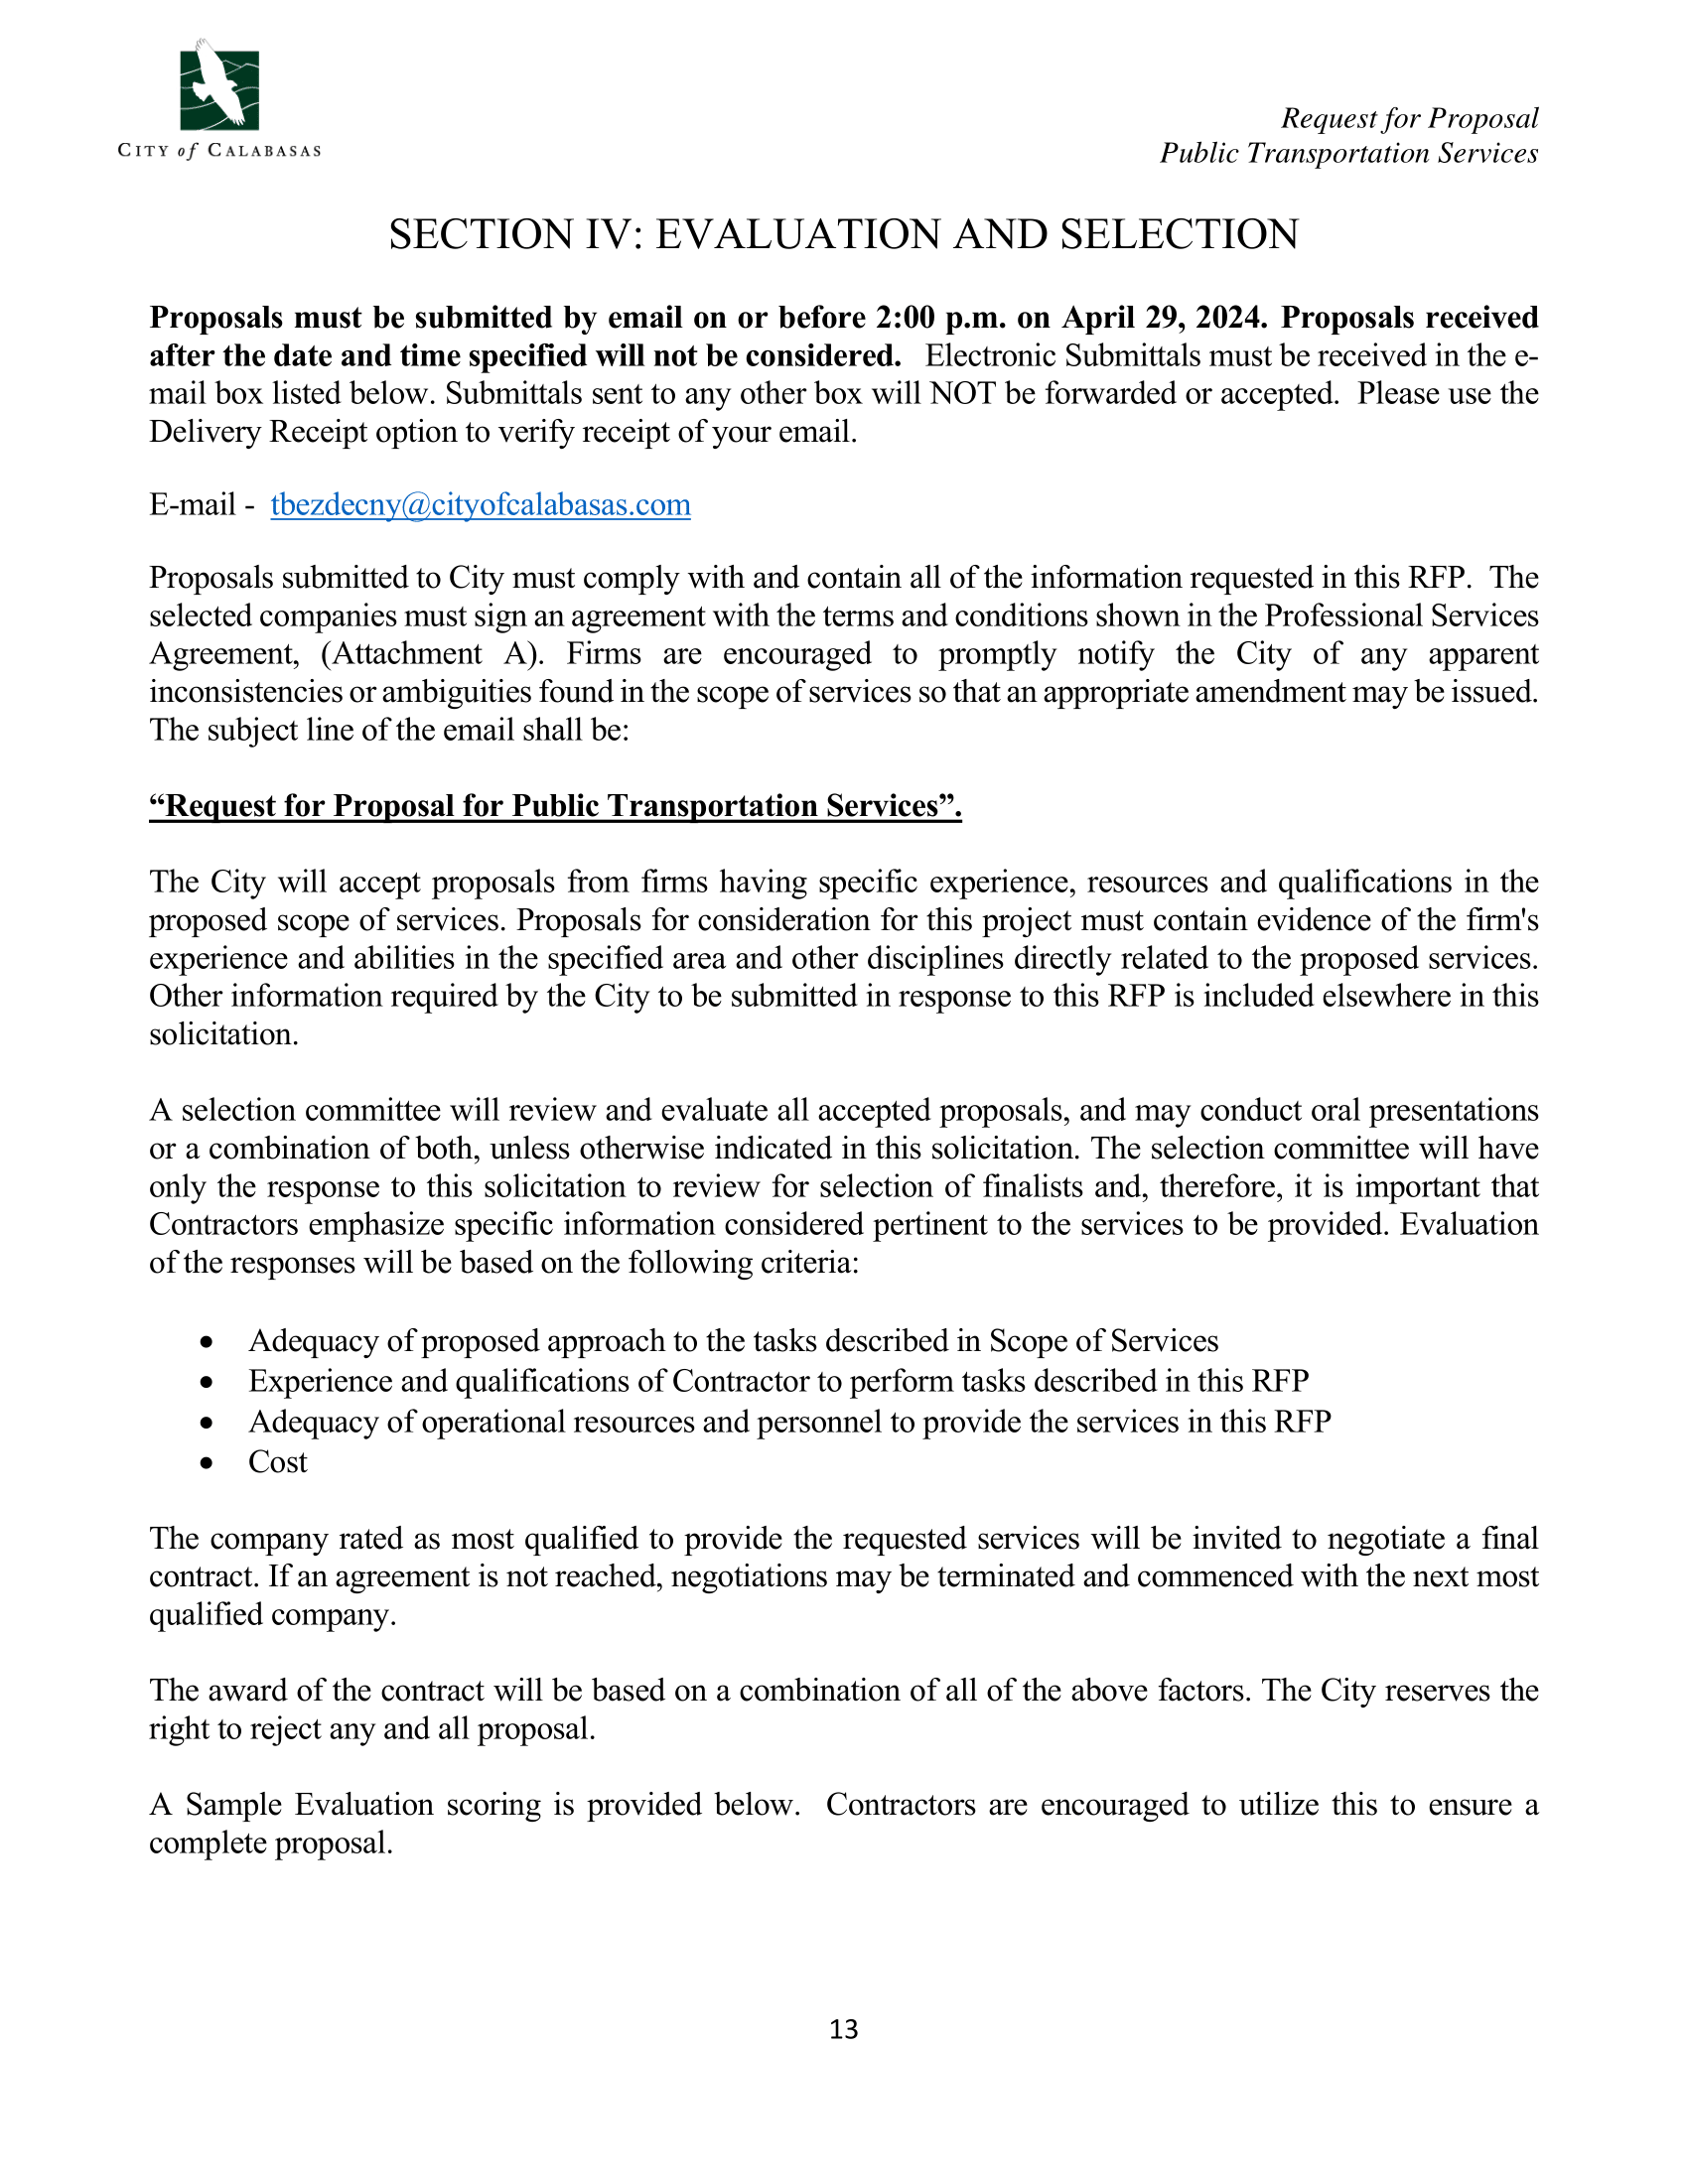 CITY of CALABASAS
Request for Proposal
Public Transportation Services
SECTION IV: EVALUATION AND SELECTION
Proposals must be submitted by email on or before 2:00 p.m. on April 29, 2024. Proposals received
after the date and time specified will not be considered. Electronic Submittals must be received in the e-
mail box listed below. Submittals sent to any other box will NOT be forwarded or accepted. Please use the
Delivery Receipt option to verify receipt of your email.
E-mail - tbezdecny@cityofcalabasas.com
Proposals submitted to City must comply with and contain all of the information requested in this RFP. The
selected companies must sign an agreement with the terms and conditions shown in the Professional Services
Agreement, (Attachment A). Firms are encouraged to promptly notify the City of any apparent
inconsistencies or ambiguities found in the scope of services so that an appropriate amendment may be issued.
The subject line of the email shall be:
“Request for Proposal for Public Transportation Services”.
The City will accept proposals from firms having specific experience, resources and qualifications in the
proposed scope of services. Proposals for consideration for this project must contain evidence of the firm's
experience and abilities in the specified area and other disciplines directly related to the proposed services.
Other information required by the City to be submitted in response to this RFP is included elsewhere in this
solicitation.
A selection committee will review and evaluate all accepted proposals, and may conduct oral presentations
or a combination of both, unless otherwise indicated in this solicitation. The selection committee will have
only the response to this solicitation to review for selection of finalists and, therefore, it is important that
Contractors emphasize specific information considered pertinent to the services to be provided. Evaluation
of the responses will be based on the following criteria:
• Adequacy of proposed approach to the tasks described in Scope of Services
• Experience and qualifications of Contractor to perform tasks described in this RFP
• Adequacy of operational resources and personnel to provide the services in this RFP
• Cost
The company rated as most qualified to provide the requested services will be invited to negotiate a final
contract. If an agreement is not reached, negotiations may be terminated and commenced with the next most
qualified company.
The award of the contract will be based on a combination of all of the above factors. The City reserves the
right to reject any and all proposal.
A Sample Evaluation scoring is provided below. Contractors are encouraged to utilize this to ensure a
complete proposal.
13